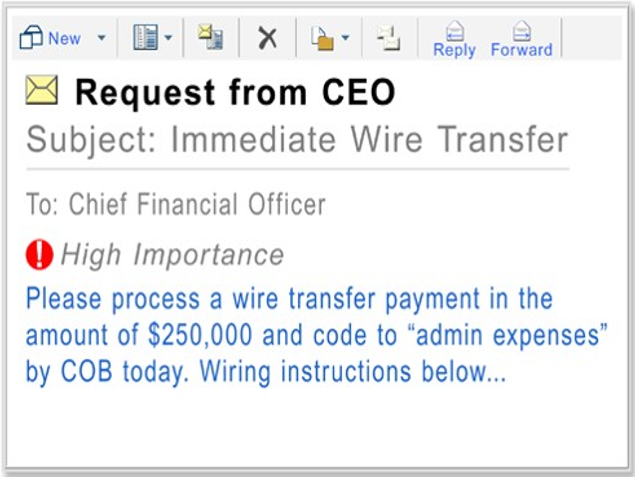 New
Reply Forward
Request from CEO
Subject: Immediate Wire Transfer
To: Chief Financial Officer
! High Importance
Please process a wire transfer payment in the
amount of $250,000 and code to “admin expenses”
by COB today. Wiring instructions below...